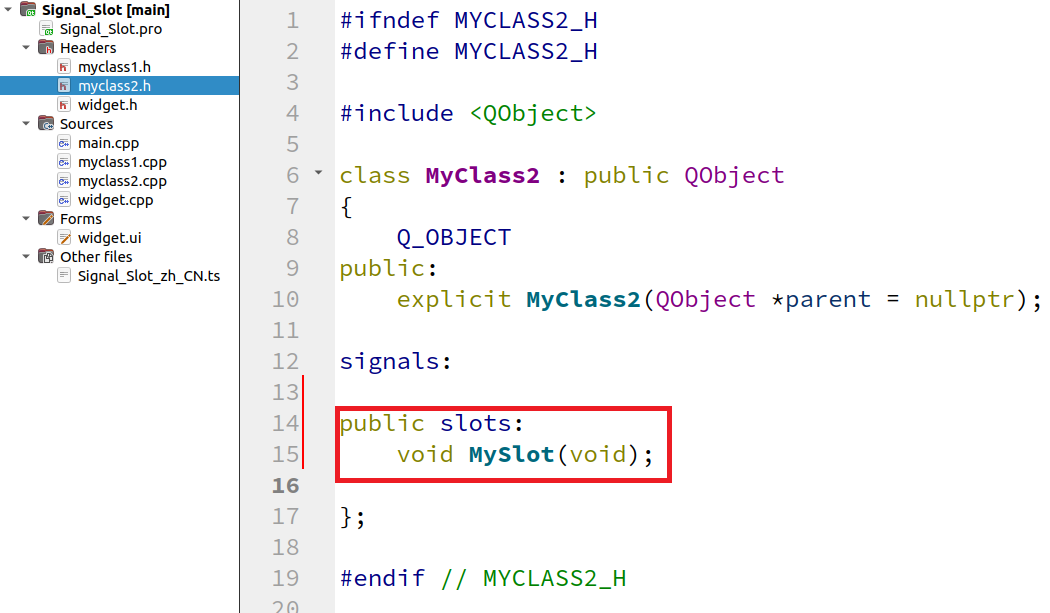 Signal_Slot [main]
Signal_Slot.pro
Headers
myclass1.h
myclass2.h
widget.h
Sources
main.cpp
myclass1.cpp
myclass2.cpp
widget.cpp
Forms
widget.ui
Other files
Signal_Slot_zh_CN.ts
1 #ifndef MYCLASS2_H
2 #define MYCLASS2_H
3
4 #include <QObject>
5
6 class MyClass2 : public QObject
7 {
8 Q_OBJECT
9 public:
10 explicit MyClass2(QObject *parent = nullptr);
11
12 signals:
13
14 public slots:
15 void MySlot(void);
16
17 };
18
19 #endif // MYCLASS2_H
20